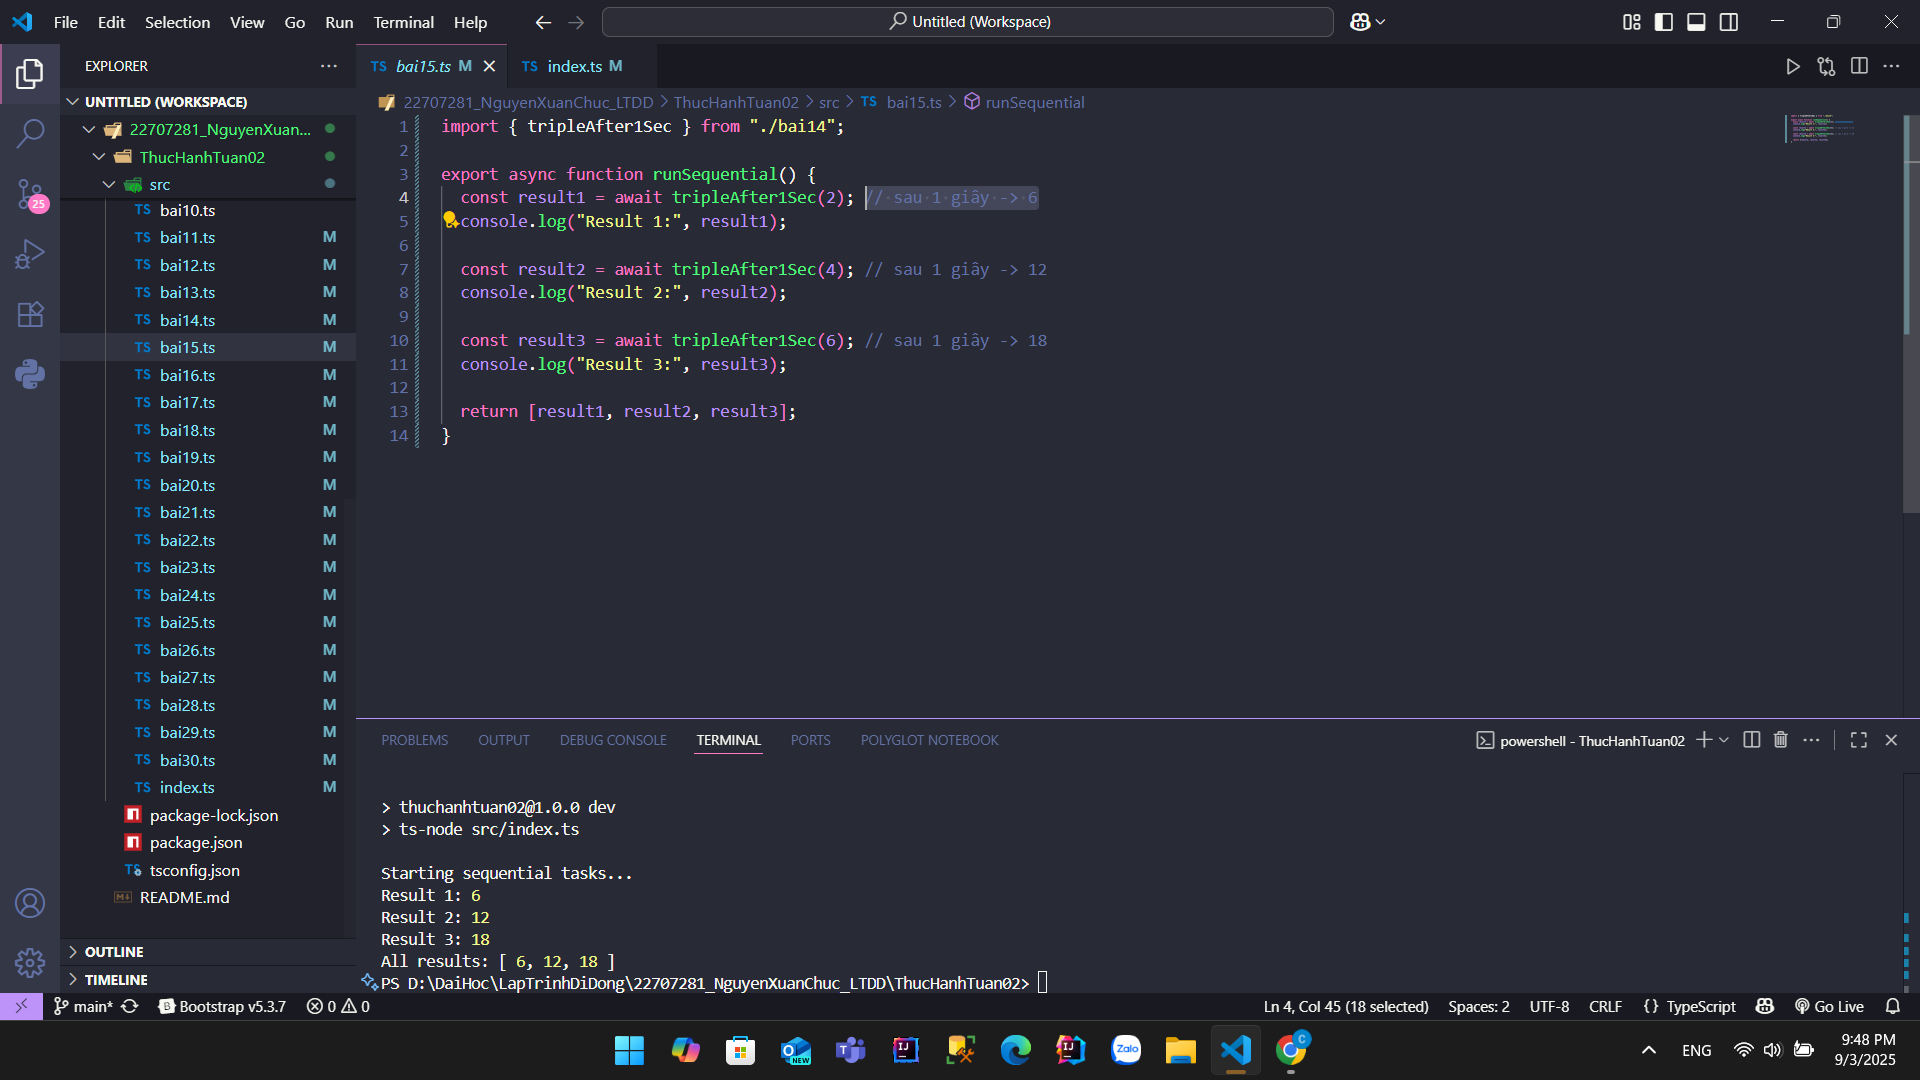 File Edit Selection View Go Run Terminal Help
Untitled (Workspace)
EXPLORER
UNTITLED (WORKSPACE)
22707281_NguyenXuan...
ThucHanhTuan02
src
TS bai10.ts
TS bai11.ts M
TS bai12.ts M
TS bai13.ts M
TS bai14.ts M
TS bai15.ts M
TS bai16.ts M
TS bai17.ts M
TS bai18.ts M
TS bai19.ts M
TS bai20.ts M
TS bai21.ts M
TS bai22.ts M
TS bai23.ts M
TS bai24.ts M
TS bai25.ts M
TS bai26.ts M
TS bai27.ts M
TS bai28.ts M
TS bai29.ts M
TS bai30.ts M
TS index.ts M
package-lock.json
package.json
TS tsconfig.json
README.md
OUTLINE
TIMELINE
25
TS bai15.ts M
TS index.ts M
22707281_NguyenXuanChuc_LTDD > ThucHanhTuan02 > src > TS bai15.ts > runSequential
1 import { tripleAfter1Sec } from "./bai14";
2
3 export async function runSequential() {
4 const result1 = await tripleAfter1Sec(2); // sau 1 giây -> 6
5 console.log("Result 1:", result1);
6
7 const result2 = await tripleAfter1Sec(4); // sau 1 giây -> 12
8 console.log("Result 2:", result2);
9
10 const result3 = await tripleAfter1Sec(6); // sau 1 giây -> 18
11 console.log("Result 3:", result3);
12
13 return [result1, result2, result3];
14 }
PROBLEMS OUTPUT DEBUG CONSOLE TERMINAL PORTS POLYGLOT NOTEBOOK
powershell - ThucHanhTuan02
> thuchanhtuan02@1.0.0 dev
> ts-node src/index.ts
Starting sequential tasks...
Result 1: 6
Result 2: 12
Result 3: 18
All results: [ 6, 12, 18 ]
PS D:\DaiHoc\LapTrinhDiDong\22707281_NguyenXuanChuc_LTDD\ThucHanhTuan02>
main* Bootstrap v5.3.7 0 0
Ln 4, Col 45 (18 selected) Spaces: 2 UTF-8 CRLF {} TypeScript Go Live
NEW
Zalo
C
ENG
9:48 PM
9/3/2025